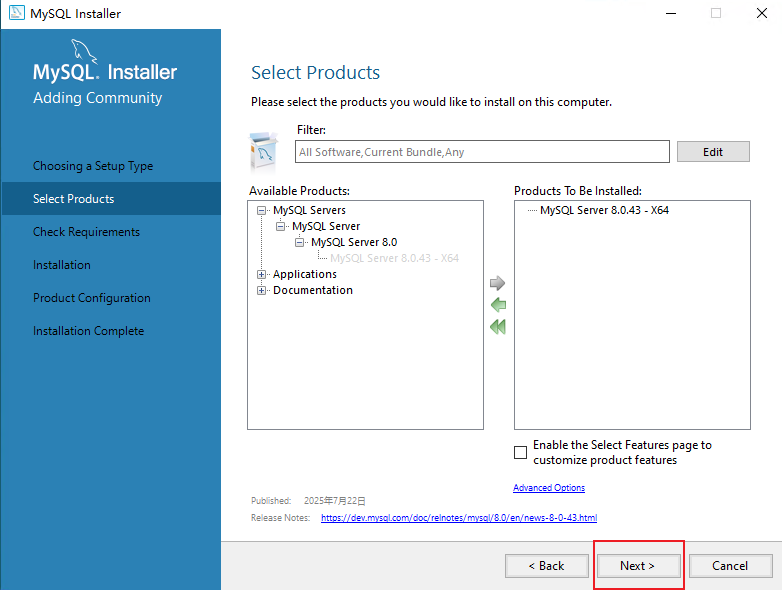 MySQL Installer
MySQL. Installer
Adding Community
Choosing a Setup Type
Select Products
Check Requirements
Installation
Product Configuration
Installation Complete
Select Products
Please select the products you would like to install on this computer.
Filter:
All Software,Current Bundle,Any
Edit
Available Products:
MySQL Servers
MySQL Server
MySQL Server 8.0
MySQL Server 8.0.43 - X64
Applications
Documentation
Products To Be Installed:
MySQL Server 8.0.43 - X64
Enable the Select Features page to
customize product features
Advanced Options
Published: 2025年7月22日
Release Notes: https://dev.mysql.com/doc/relnotes/mysql/8.0/en/news-8-0-43.html
< Back
Next >
Cancel